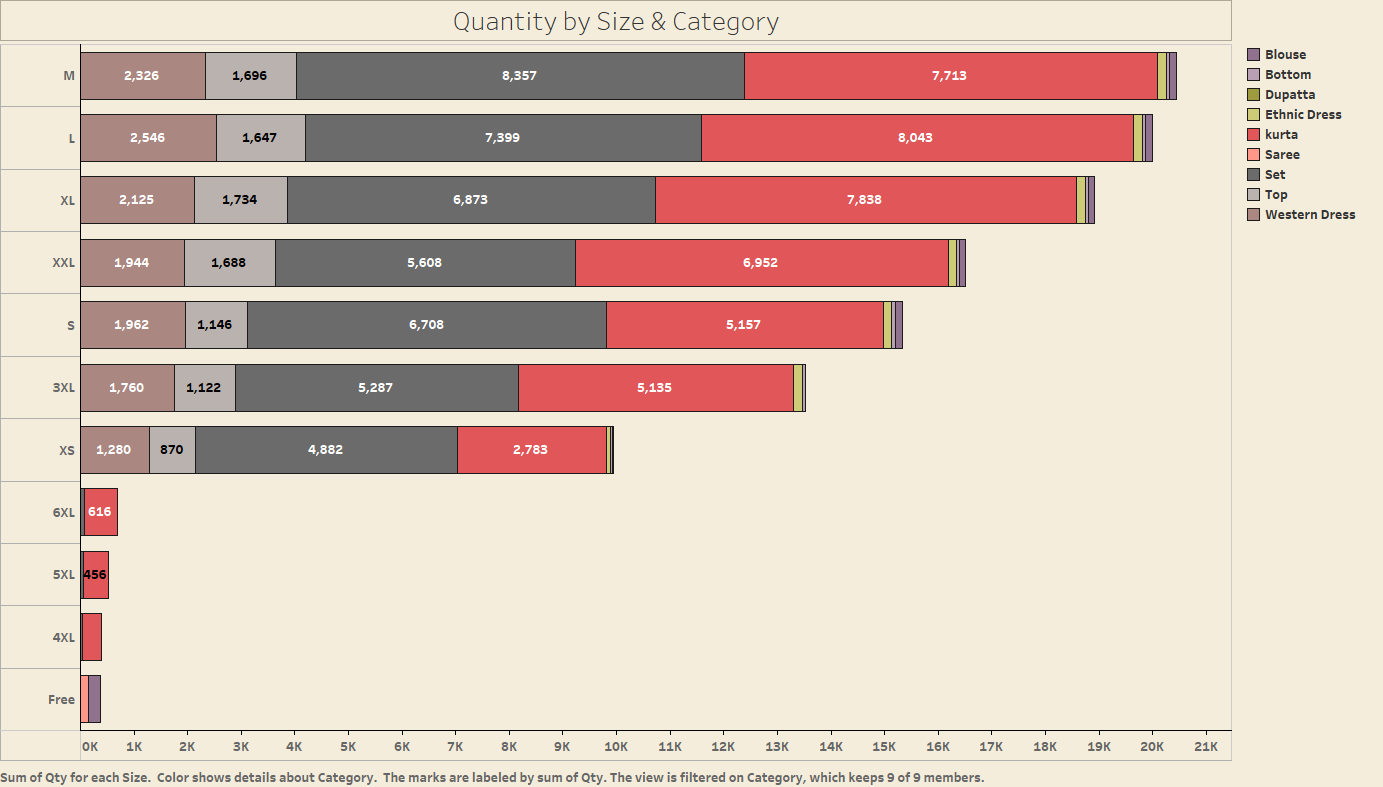 Quantity by Size & Category
M 2,326 1,696 8,357 7,713
L 2,546 1,647 7,399 8,043
XL 2,125 1,734 6,873 7,838
XXL 1,944 1,688 5,608 6,952
S 1,962 1,146 6,708 5,157
3XL 1,760 1,122 5,287 5,135
XS 1,280 870 4,882 2,783
6XL 616
5XL 456
4XL
Free
0K 1K 2K 3K 4K 5K 6K 7K 8K 9K 10K 11K 12K 13K 14K 15K 16K 17K 18K 19K 20K 21K
Blouse
Bottom
Dupatta
Ethnic Dress
kurta
Saree
Set
Top
Western Dress
Sum of Qty for each Size.  Color shows details about Category.  The marks are labeled by sum of Qty. The view is filtered on Category, which keeps 9 of 9 members.